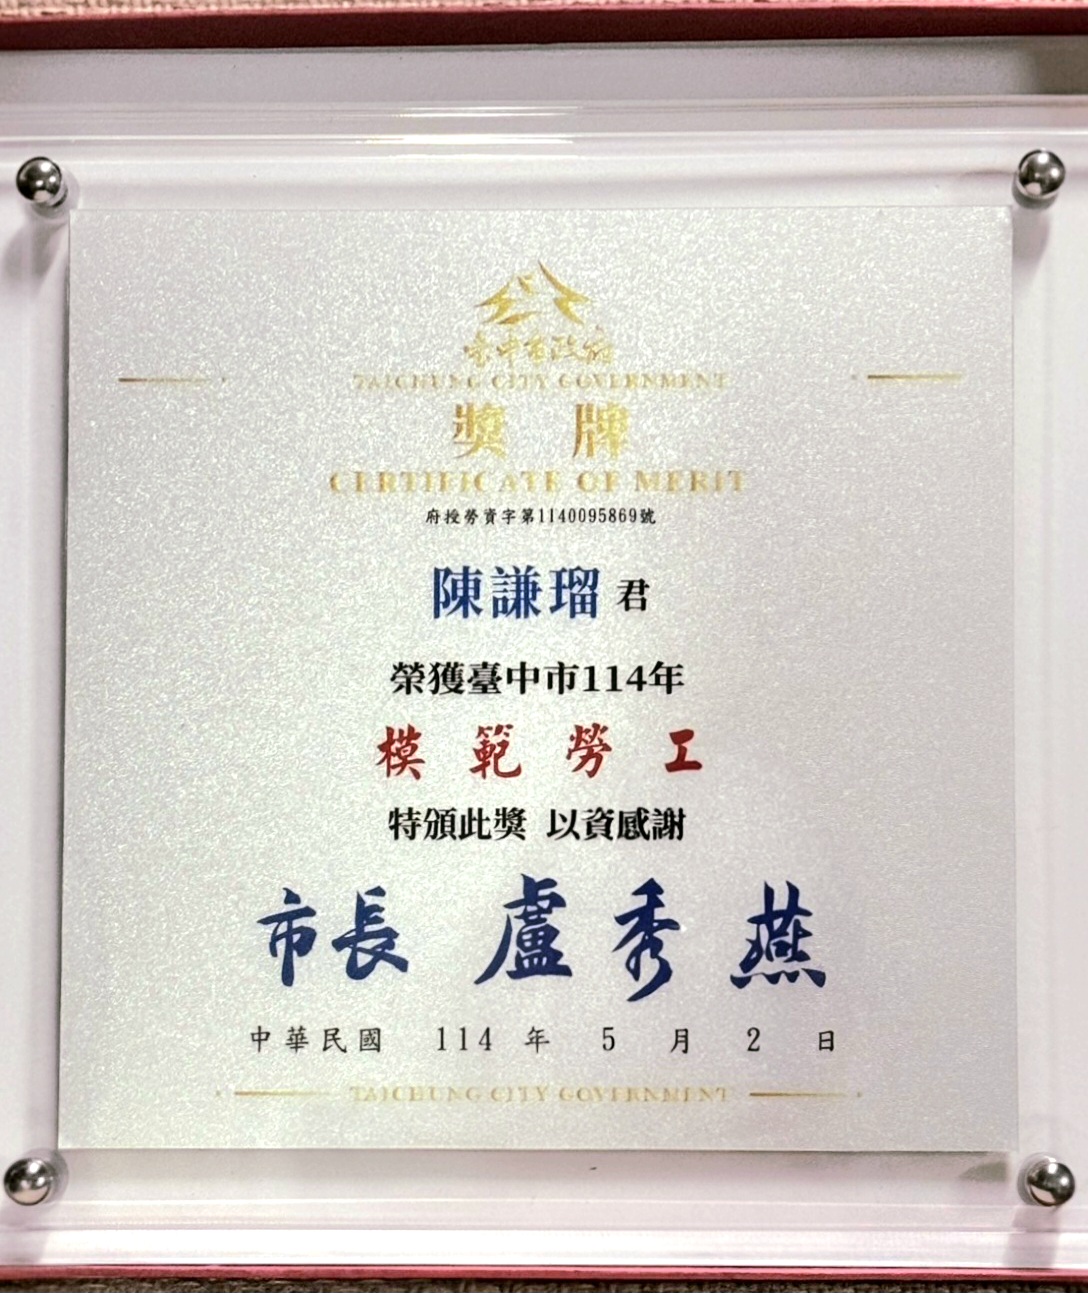 臺中市政府
TAICHUNG CITY GOVERNMENT
獎牌
CERTIFICATE OF MERIT
府授勞資字第1140095869號
陳謙瑠 君
榮獲臺中市114年
模範勞工
特頒此獎 以資感謝
市長 盧秀燕
中華民國 114 年 5 月 2 日
TAICHUNG CITY GOVERNMENT